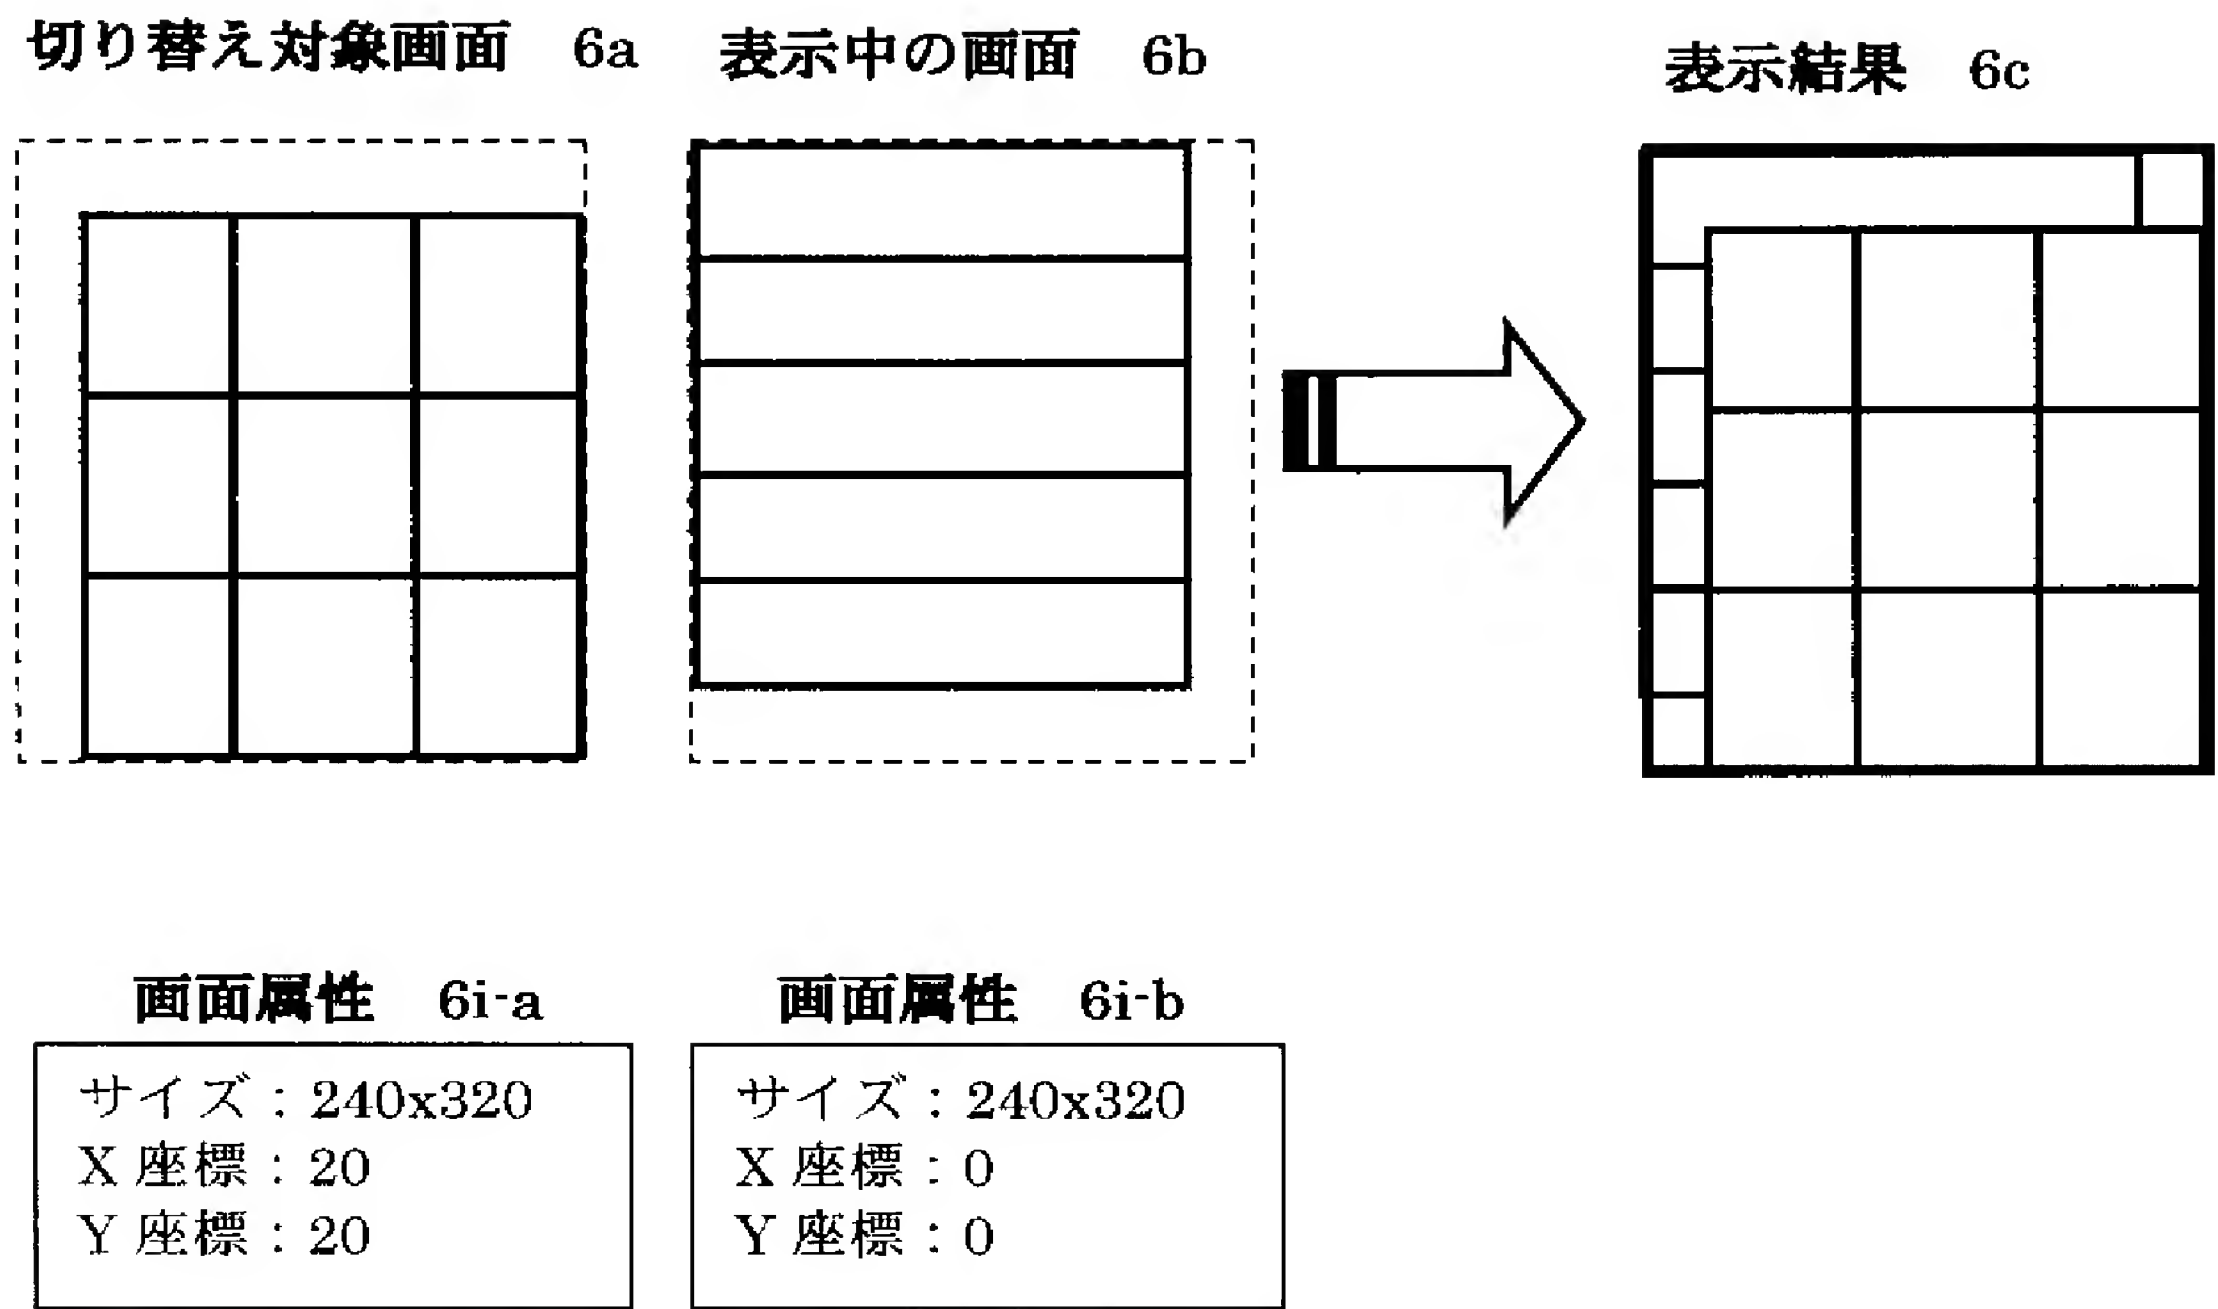 切り替え対象画面 6a
表示中の画面 6b
表示結果 6c
画面属性 6i-a
サイズ：240x320
X 座標：20
Y 座標：20
画面属性 6i-b
サイズ：240x320
X 座標：0
Y 座標：0